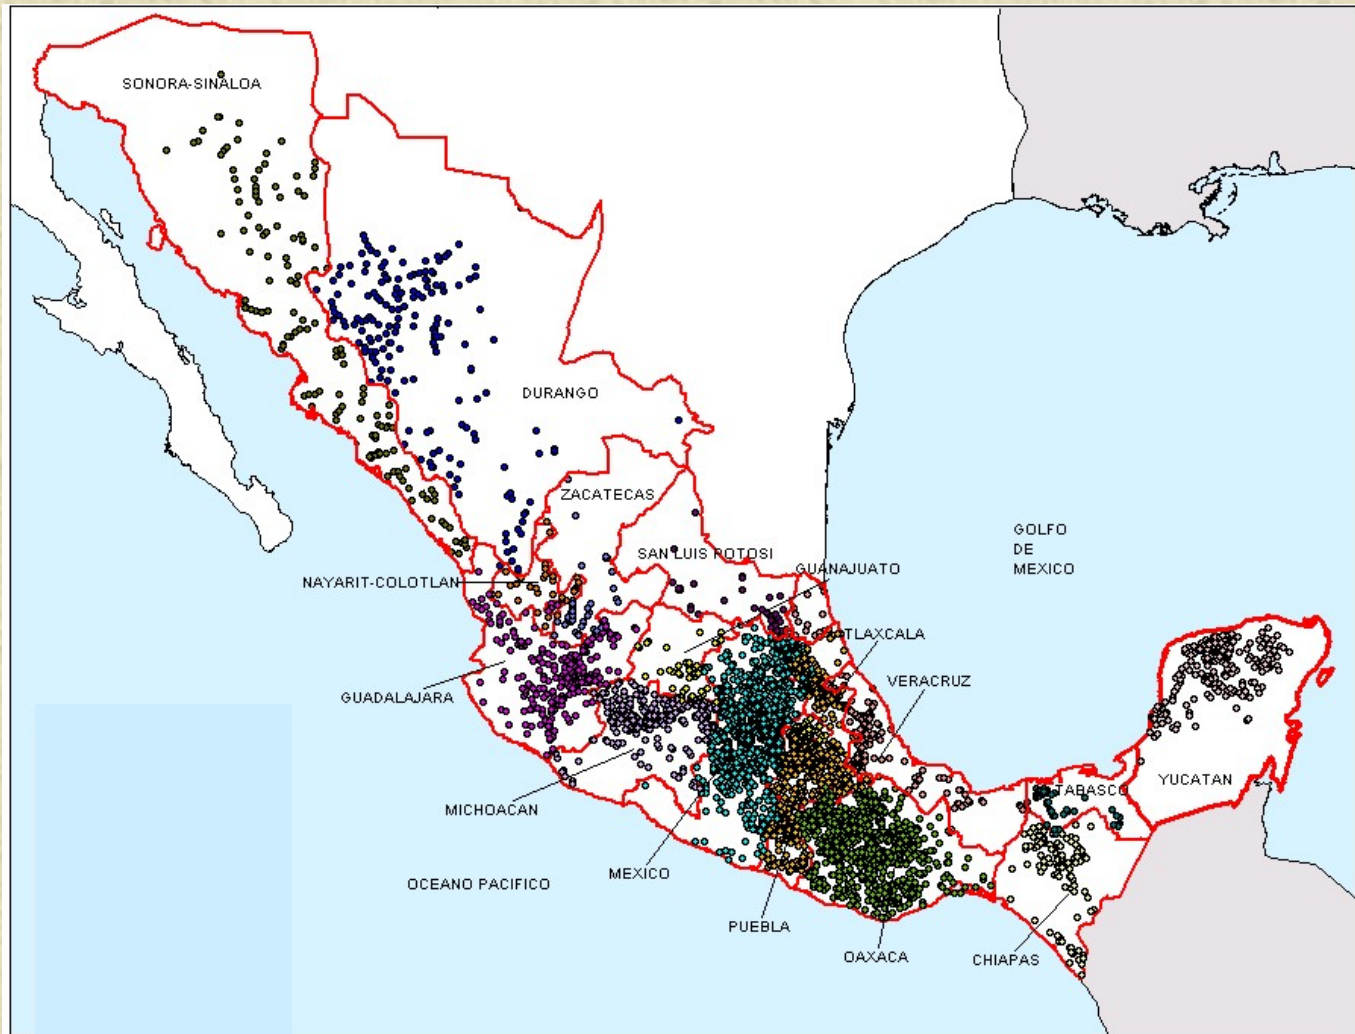 SONORA-SINALOA
DURANGO
ZACATECAS
SAN LUIS POTOSI
GOLFO
DE
MEXICO
GUANAJUATO
NAYARIT-COLOTLAN
TLAXCALA
VERACRUZ
GUADALAJARA
YUCATAN
TABASCO
MICHOACAN
MEXICO
OCEANO PACIFICO
PUEBLA
OAXACA
CHIAPAS